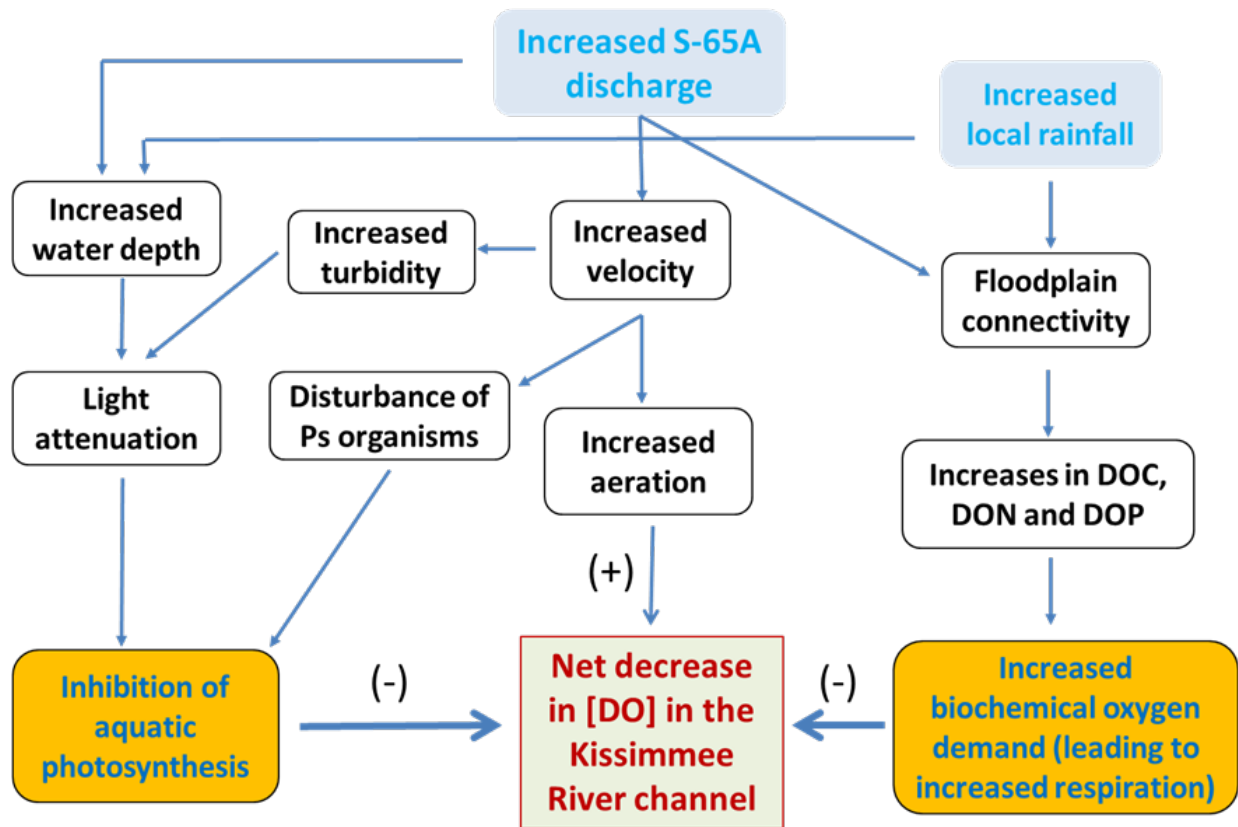 Increased S-65A
discharge
Increased
local rainfall
Increased
water depth
Increased
turbidity
Increased
velocity
Floodplain
connectivity
Light
attenuation
Disturbance of
Ps organisms
Increased
aeration
Increases in DOC,
DON and DOP
(+)
Inhibition of
aquatic
photosynthesis
(-)
Net decrease
in [DO] in the
Kissimmee
River channel
(-)
Increased
biochemical oxygen
demand (leading to
increased respiration)